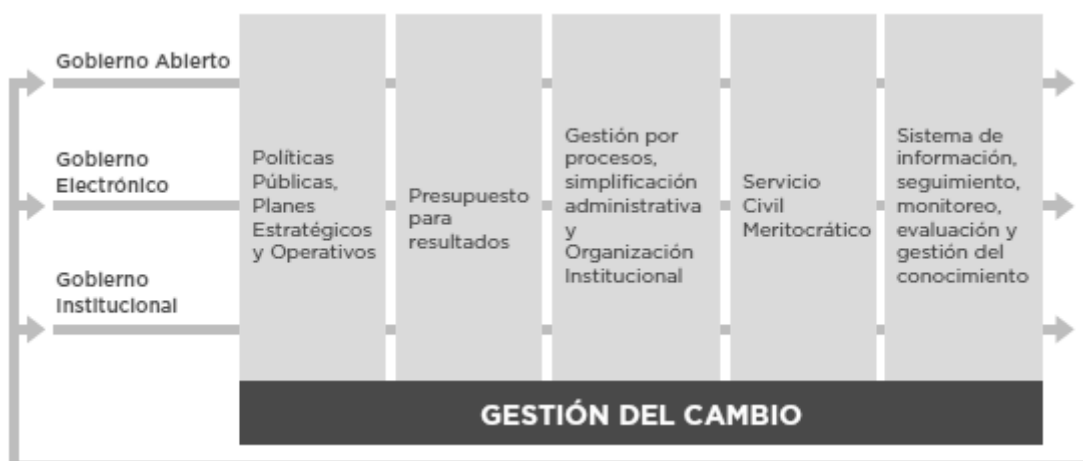 Gobierno Abierto
Gobierno
Electrónico
Gobierno
Institucional
Políticas
Públicas,
Planes
Estratégicos
y Operativos
Presupuesto
para
resultados
Gestión por
procesos,
simplificación
administrativa
y
Organización
Institucional
Servicio
Civil
Meritocrático
Sistema de
información,
seguimiento,
monitoreo,
evaluación y
gestión del
conocimiento
GESTIÓN DEL CAMBIO